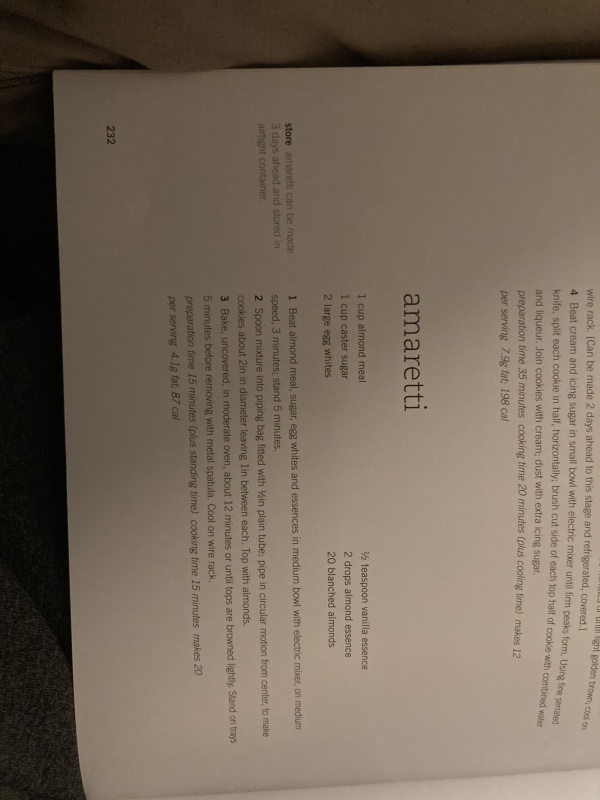 light golden brown; cool on
wire rack. [Can be made 2 days ahead to this stage and refrigerated, covered.]
4 Beat cream and icing sugar in small bowl with electric mixer until firm peaks form. Using fine serrated
knife, split each cookie in half, horizontally; brush cut side of each top half of cookie with combined water
and liqueur. Join cookies with cream; dust with extra icing sugar.
preparation time 35 minutes cooking time 20 minutes (plus cooling time) makes 12
per serving 7.9g fat; 198 cal
amaretti
1 cup almond meal
1 cup caster sugar
2 large egg whites
½ teaspoon vanilla essence
2 drops almond essence
20 blanched almonds
1 Beat almond meal, sugar, egg whites and essences in medium bowl with electric mixer, on medium
speed, 3 minutes; stand 5 minutes.
2 Spoon mixture into piping bag fitted with ½in plain tube; pipe in circular motion from center, to make
cookies about 2in in diameter leaving 1in between each. Top with almonds.
3 Bake, uncovered, in moderate oven, about 12 minutes or until tops are browned lightly. Stand on trays
5 minutes before removing with metal spatula. Cool on wire rack.
preparation time 15 minutes (plus standing time) cooking time 15 minutes makes 20
per serving 4.1g fat; 87 cal
store amaretti can be made
3 days ahead and stored in
airtight container.
232